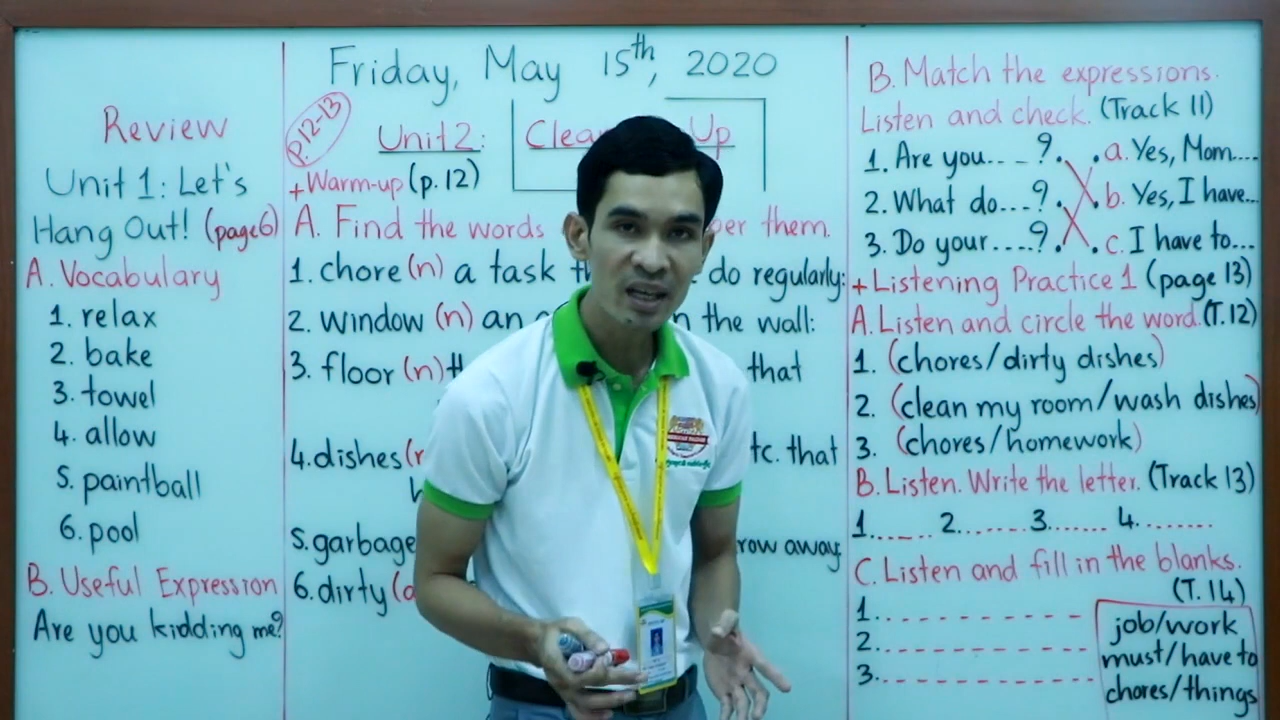 Friday, May 15th, 2020
Review
Unit 1: Let's
Hang Out! (page 6)
A. Vocabulary
1. relax
2. bake
3. towel
4. allow
5. paintball
6. pool
B. Useful Expression
Are you kidding me?
P.12-13
Unit 2: Up
+ Warm-up (p. 12)
A. Find the words them.
1. chore (n) a task do regularly:
2. window (n) an the wall:
3. floor (n) that
4. dishes that
5. garbage away:
6. dirty
B. Match the expressions.
Listen and check. (Track 11)
1. Are you....? . . a. Yes, Mom....
2. What do....? . . b. Yes, I have...
3. Do your.....? . . c. I have to...
+ Listening Practice 1 (page 13)
A. Listen and circle the word. (T.12)
1. (chores/dirty dishes)
2. (clean my room/wash dishes)
3. (chores/homework)
B. Listen. Write the letter. (Track 13)
1....... 2........ 3....... 4.........
C. Listen and fill in the blanks.
(T.14)
1.
2.
3.
job/work
must/have to
chores/things